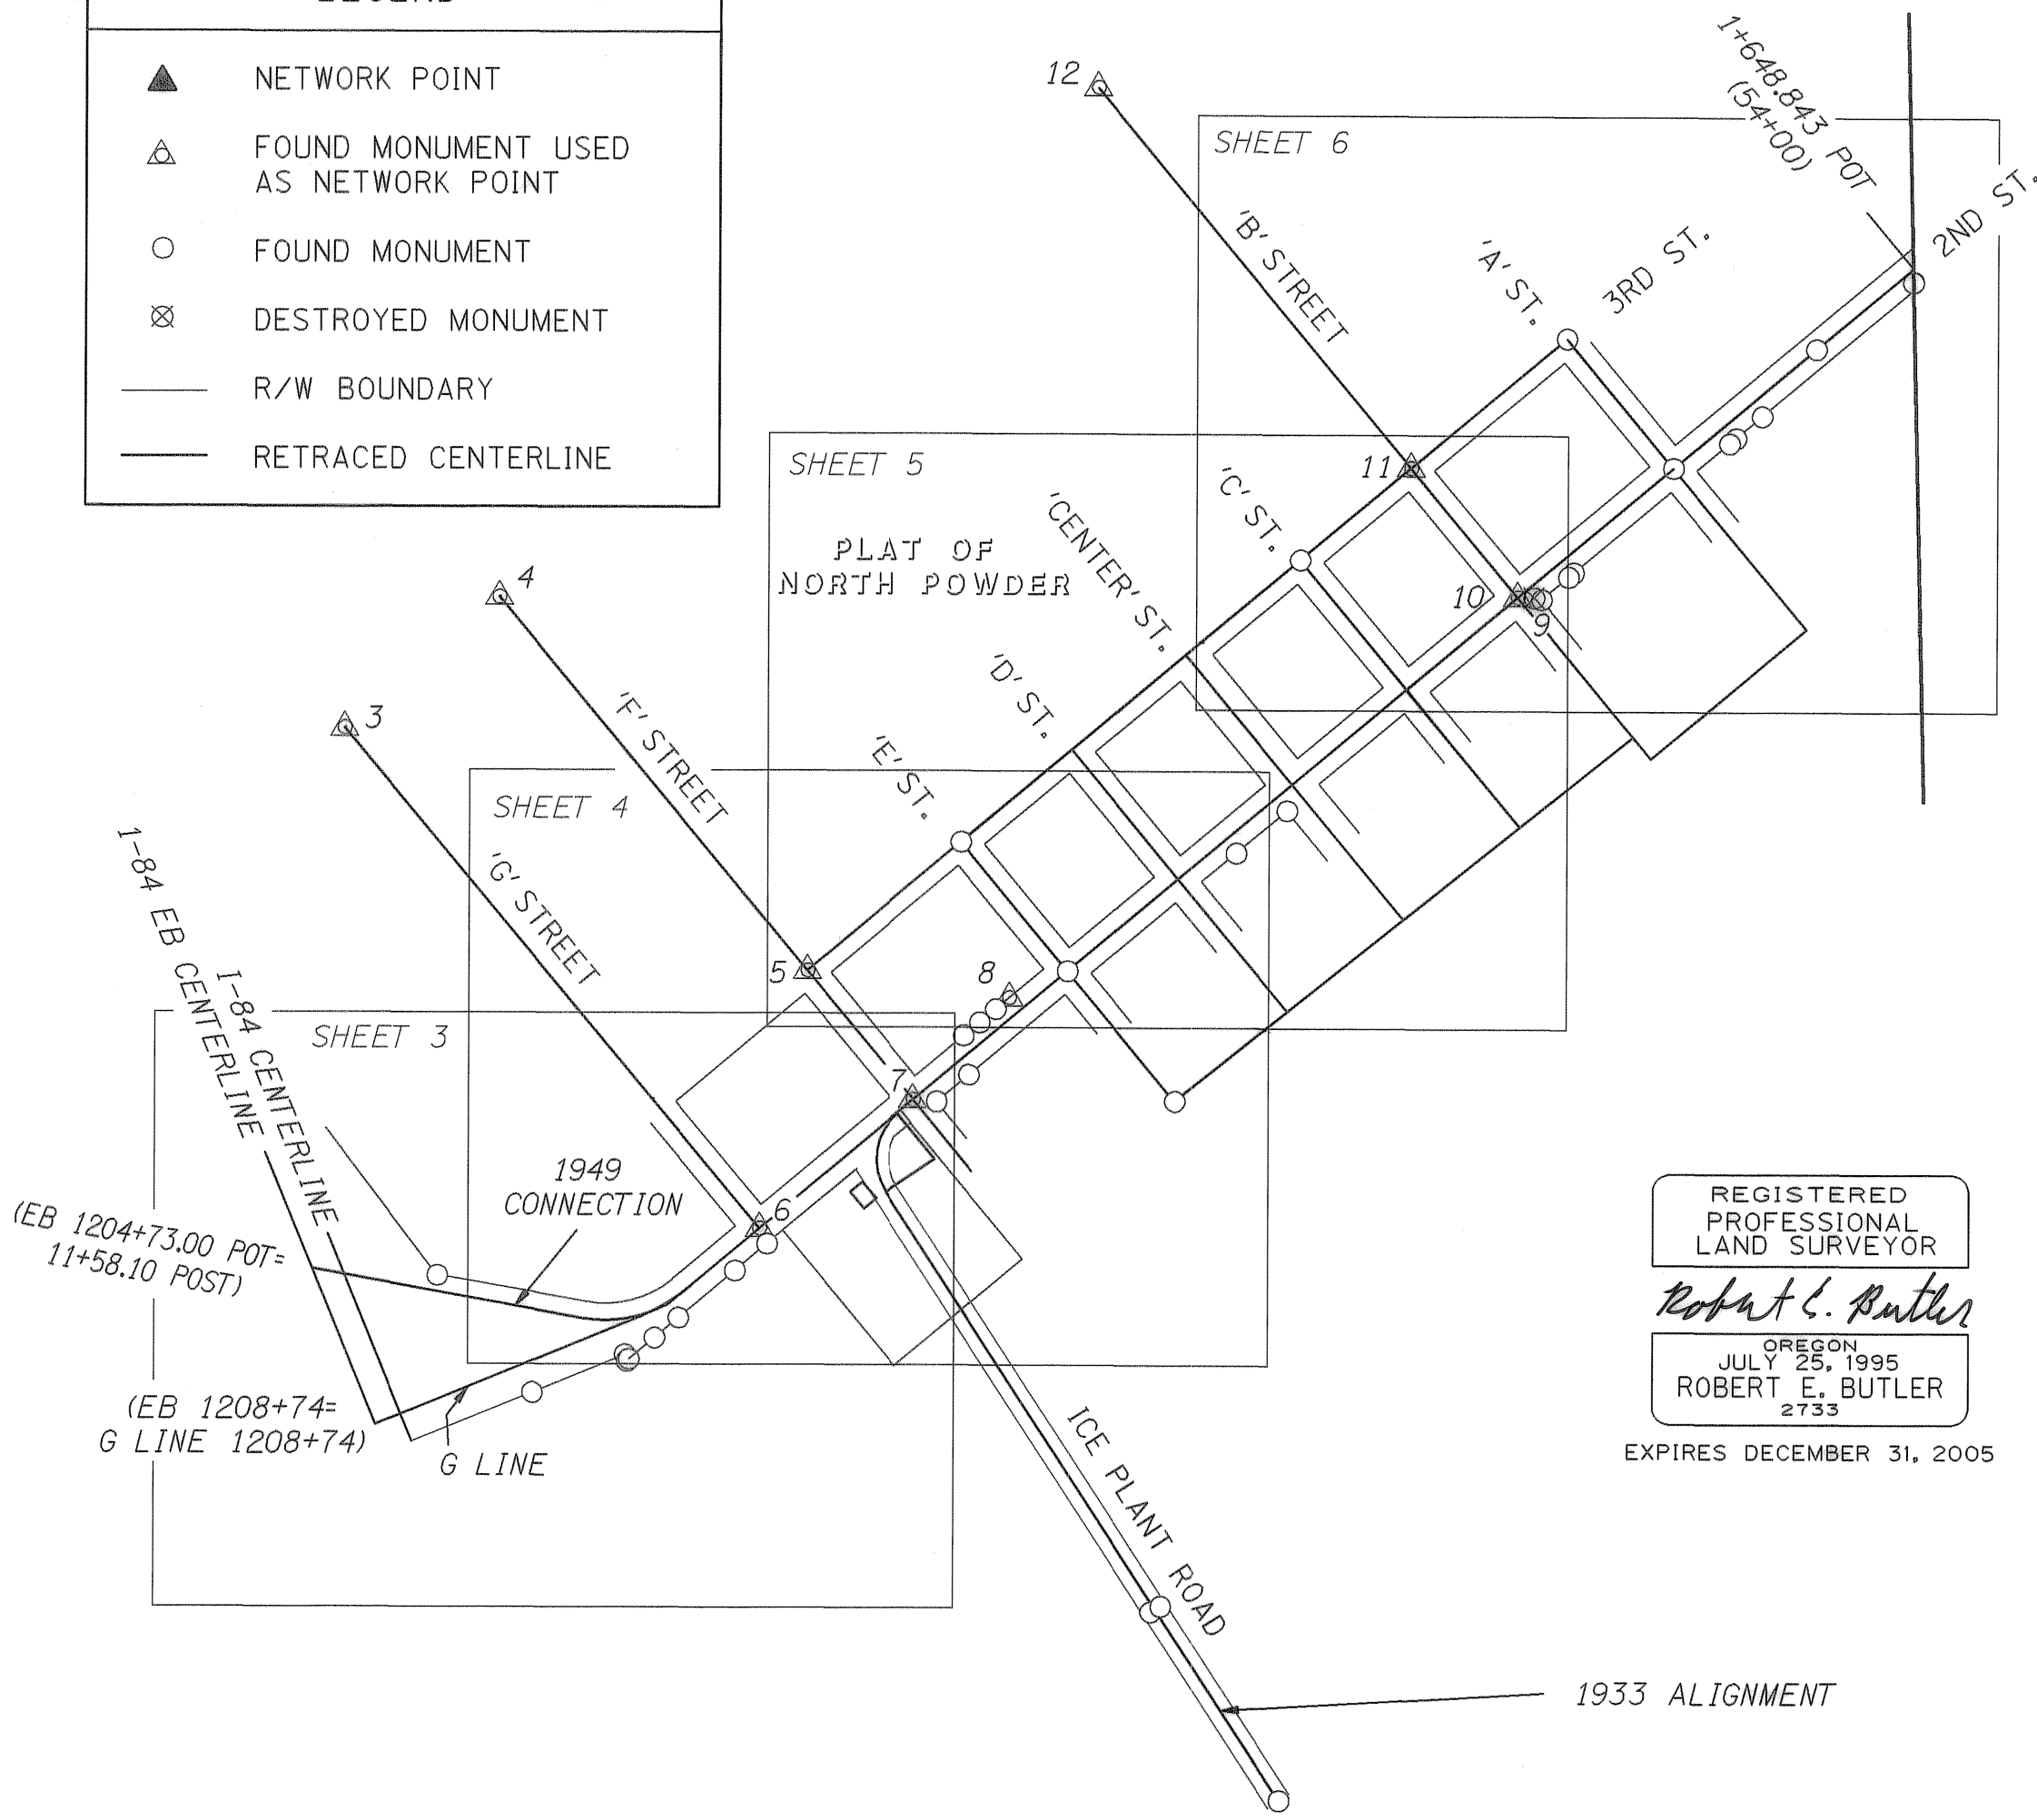 LEGEND
NETWORK POINT
FOUND MONUMENT USED
AS NETWORK POINT
FOUND MONUMENT
DESTROYED MONUMENT
R/W BOUNDARY
RETRACED CENTERLINE
12
SHEET 6
1+648.843 POT
(54+00)
2ND ST.
'B' STREET
'A' ST.
3RD ST.
11
SHEET 5
'C' ST.
PLAT OF
NORTH POWDER
'CENTER' ST.
4
10
9
'D' ST.
3
'F' STREET
'E' ST.
SHEET 4
'G' STREET
5
8
I-84 EB CENTERLINE
I-84 CENTERLINE
SHEET 3
7
1949
CONNECTION
6
(EB 1204+73.00 POT=
11+58.10 POST)
(EB 1208+74=
G LINE 1208+74)
G LINE
ICE PLANT ROAD
1933 ALIGNMENT
REGISTERED
PROFESSIONAL
LAND SURVEYOR
Robert E. Butler
OREGON
JULY 25, 1995
ROBERT E. BUTLER
2733
EXPIRES DECEMBER 31, 2005